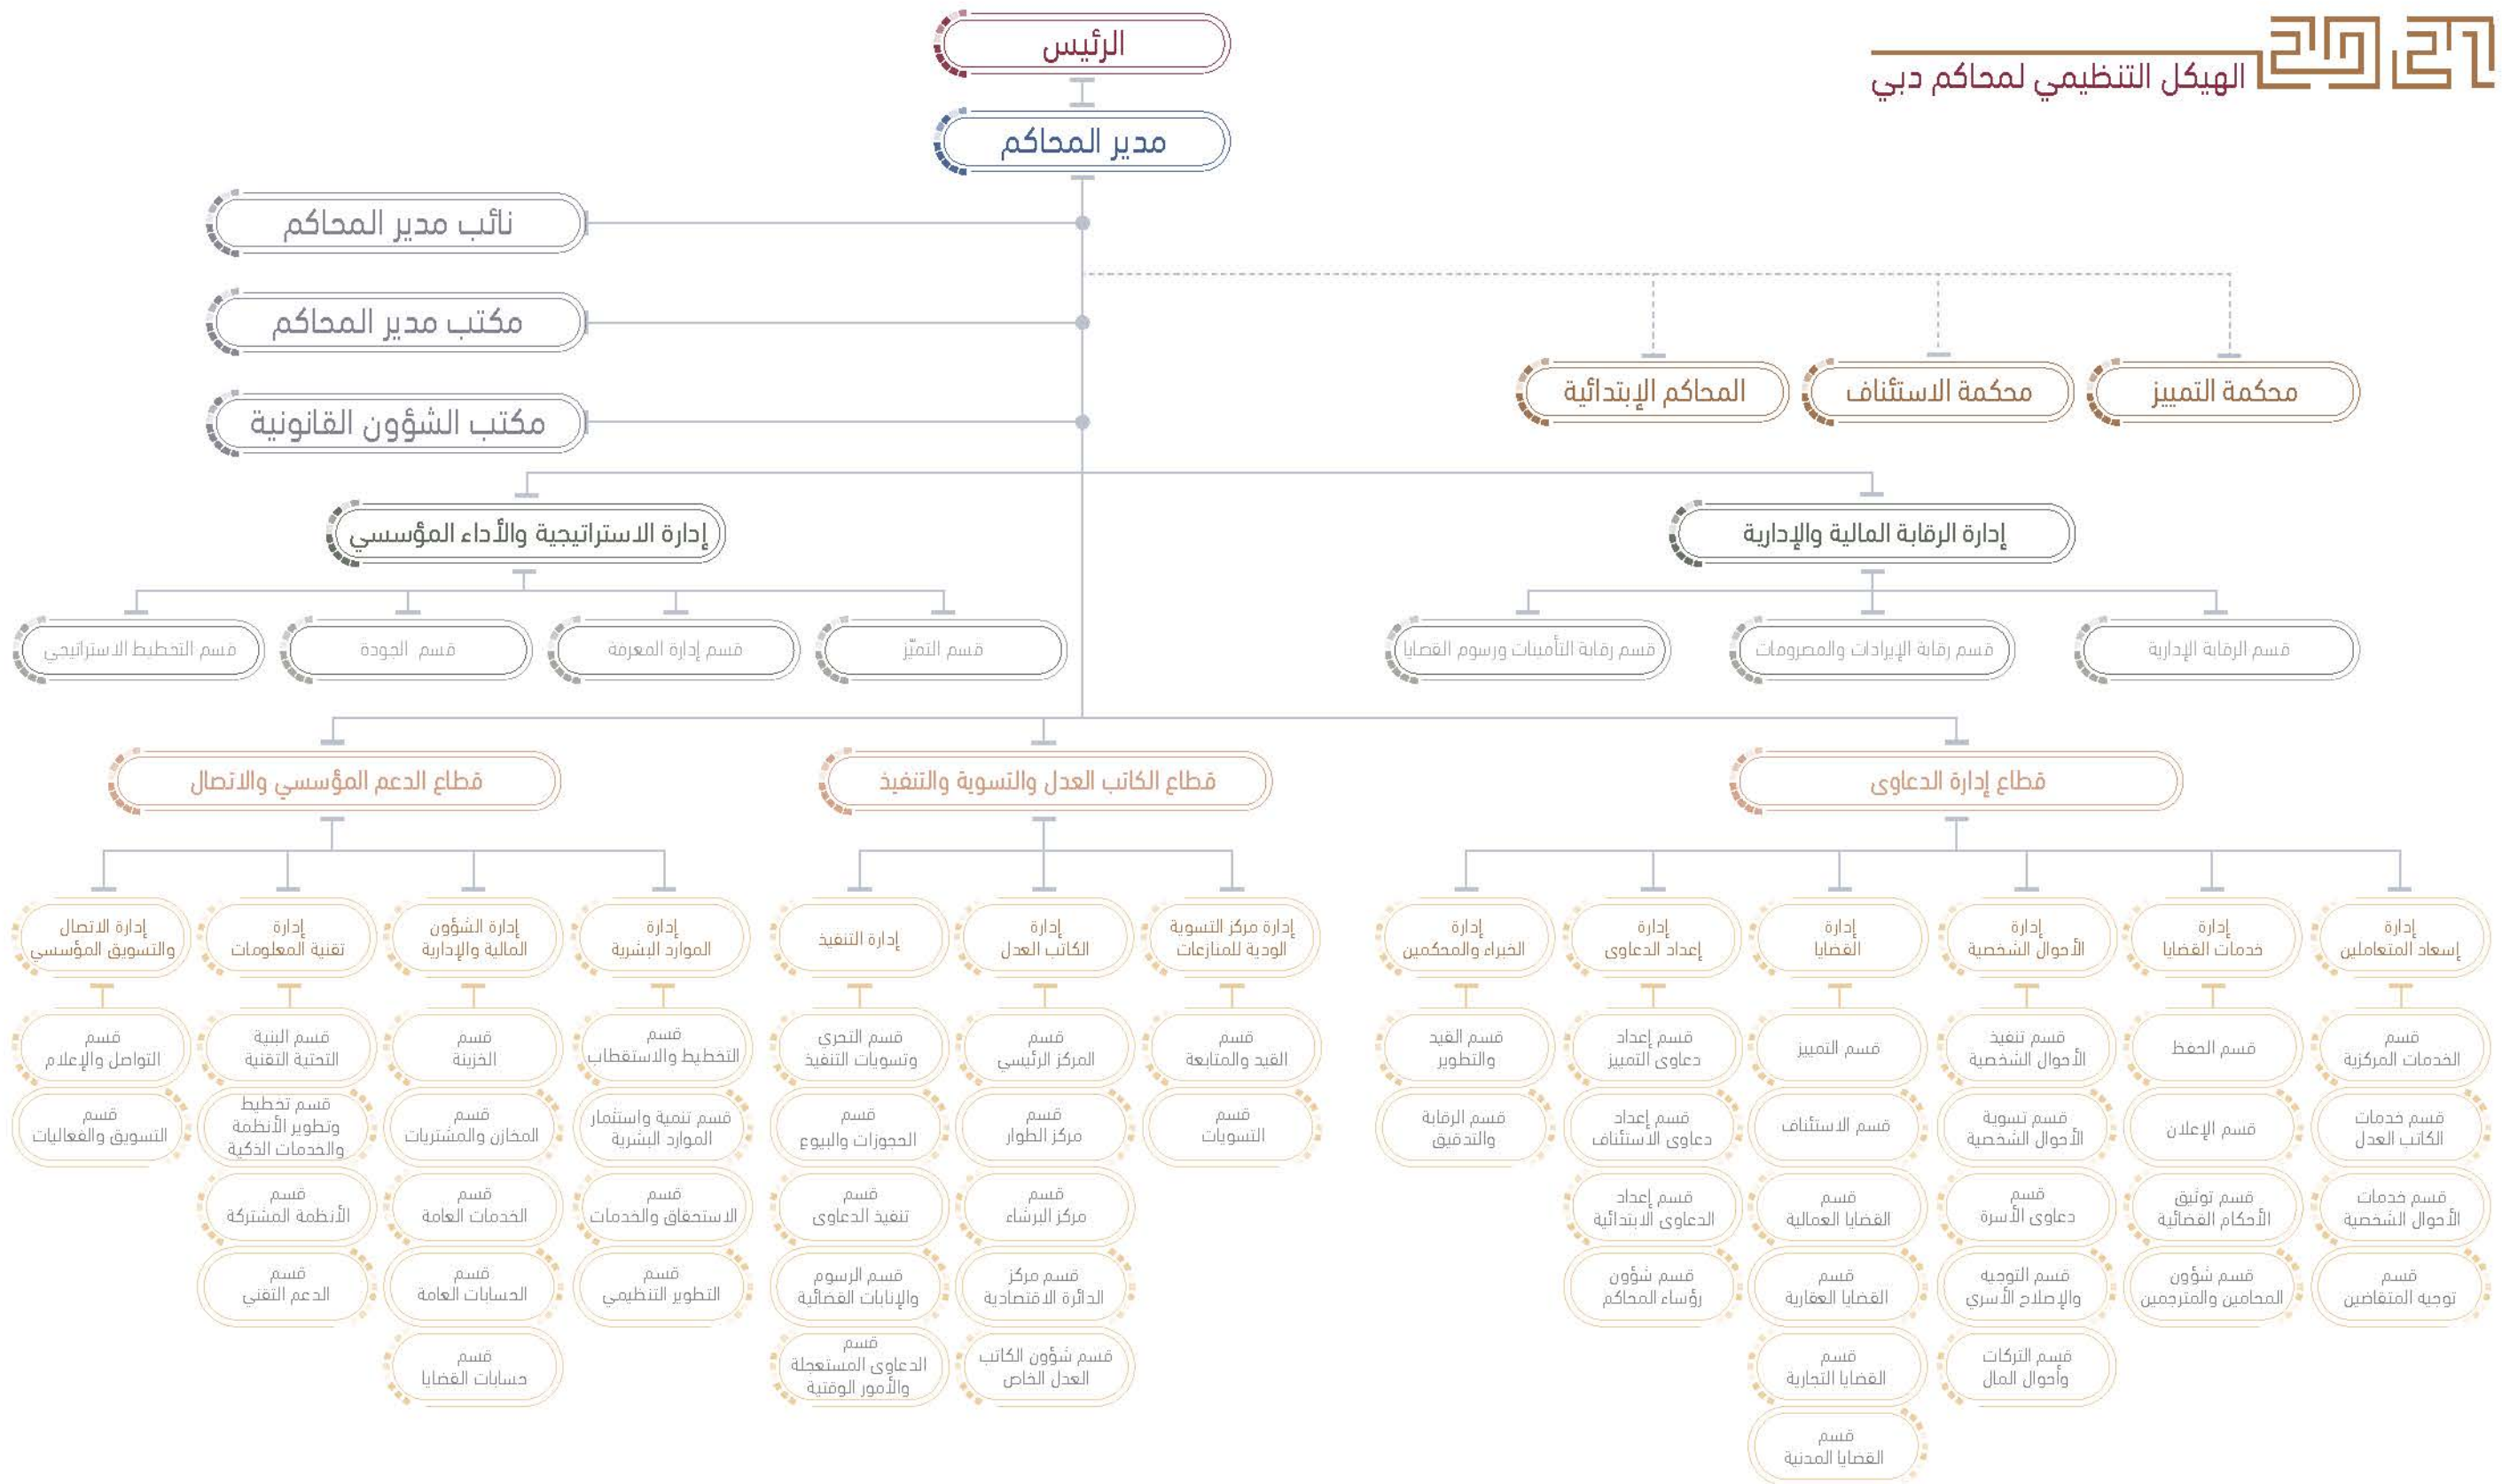 2021
الهيكل التنظيمي لمحاكم دبي
الرئيس
مدير المحاكم
نائب مدير المحاكم
مكتب مدير المحاكم
مكتب الشؤون القانونية
محكمة التمييز
محكمة الاستئناف
المحاكم الإبتدائية
إدارة الرقابة المالية والإدارية
إدارة الاستراتيجية والأداء المؤسسي
قسم الرقابة الإدارية
قسم رقابة الإيرادات والمصروفات
قسم رقابة التأمينات ورسوم القضايا
قسم التميّز
قسم إدارة المعرفة
قسم الجودة
قسم التخطيط الاستراتيجي
قطاع إدارة الدعاوى
قطاع الكاتب العدل والتسوية والتنفيذ
قطاع الدعم المؤسسي والاتصال
إدارة
إسعاد المتعاملين
قسم
الخدمات المركزية
قسم خدمات
الكاتب العدل
قسم خدمات
الأحوال الشخصية
قسم
توجيه المتقاضين
إدارة
خدمات القضايا
قسم الحفظ
قسم الإعلان
قسم توثيق
الأحكام القضائية
قسم شؤون
المحامين والمترجمين
إدارة
الأحوال الشخصية
قسم تنفيذ
الأحوال الشخصية
قسم تسوية
الأحوال الشخصية
قسم
دعاوى الأسرة
قسم التوجيه
والإصلاح الأسري
قسم التركات
وأحوال المال
إدارة
القضايا
قسم التمييز
قسم الاستئناف
قسم
القضايا العمالية
قسم
القضايا العقارية
قسم
القضايا التجارية
قسم
القضايا المدنية
إدارة
إعداد الدعاوى
قسم إعداد
دعاوى التمييز
قسم إعداد
دعاوى الاستئناف
قسم إعداد
الدعاوى الابتدائية
قسم شؤون
رؤساء المحاكم
إدارة
الخبراء والمحكمين
قسم القيد
والتطوير
قسم الرقابة
والتدقيق
إدارة مركز التسوية
الودية للمنازعات
قسم
القيد والمتابعة
قسم
التسويات
إدارة
الكاتب العدل
قسم
المركز الرئيسي
قسم
مركز الطوار
قسم
مركز البرشاء
قسم مركز
الدائرة الاقتصادية
قسم شؤون الكاتب
العدل الخاص
إدارة التنفيذ
قسم التحري
وتسويات التنفيذ
قسم
الحجوزات والبيوع
قسم
تنفيذ الدعاوى
قسم الرسوم
والإنابات القضائية
قسم
الدعاوى المستعجلة
والأمور الوقتية
إدارة
الموارد البشرية
قسم
التخطيط والاستقطاب
قسم تنمية واستثمار
الموارد البشرية
قسم
الاستحقاق والخدمات
قسم
التطوير التنظيمي
إدارة الشؤون
المالية والإدارية
قسم
الخزينة
قسم
المخازن والمشتريات
قسم
الخدمات العامة
قسم
الحسابات العامة
قسم
حسابات القضايا
إدارة
تقنية المعلومات
قسم البنية
التحتية التقنية
قسم تخطيط
وتطوير الأنظمة
والخدمات الذكية
قسم
الأنظمة المشتركة
قسم
الدعم التقني
إدارة الاتصال
والتسويق المؤسسي
قسم
التواصل والإعلام
قسم
التسويق والفعاليات